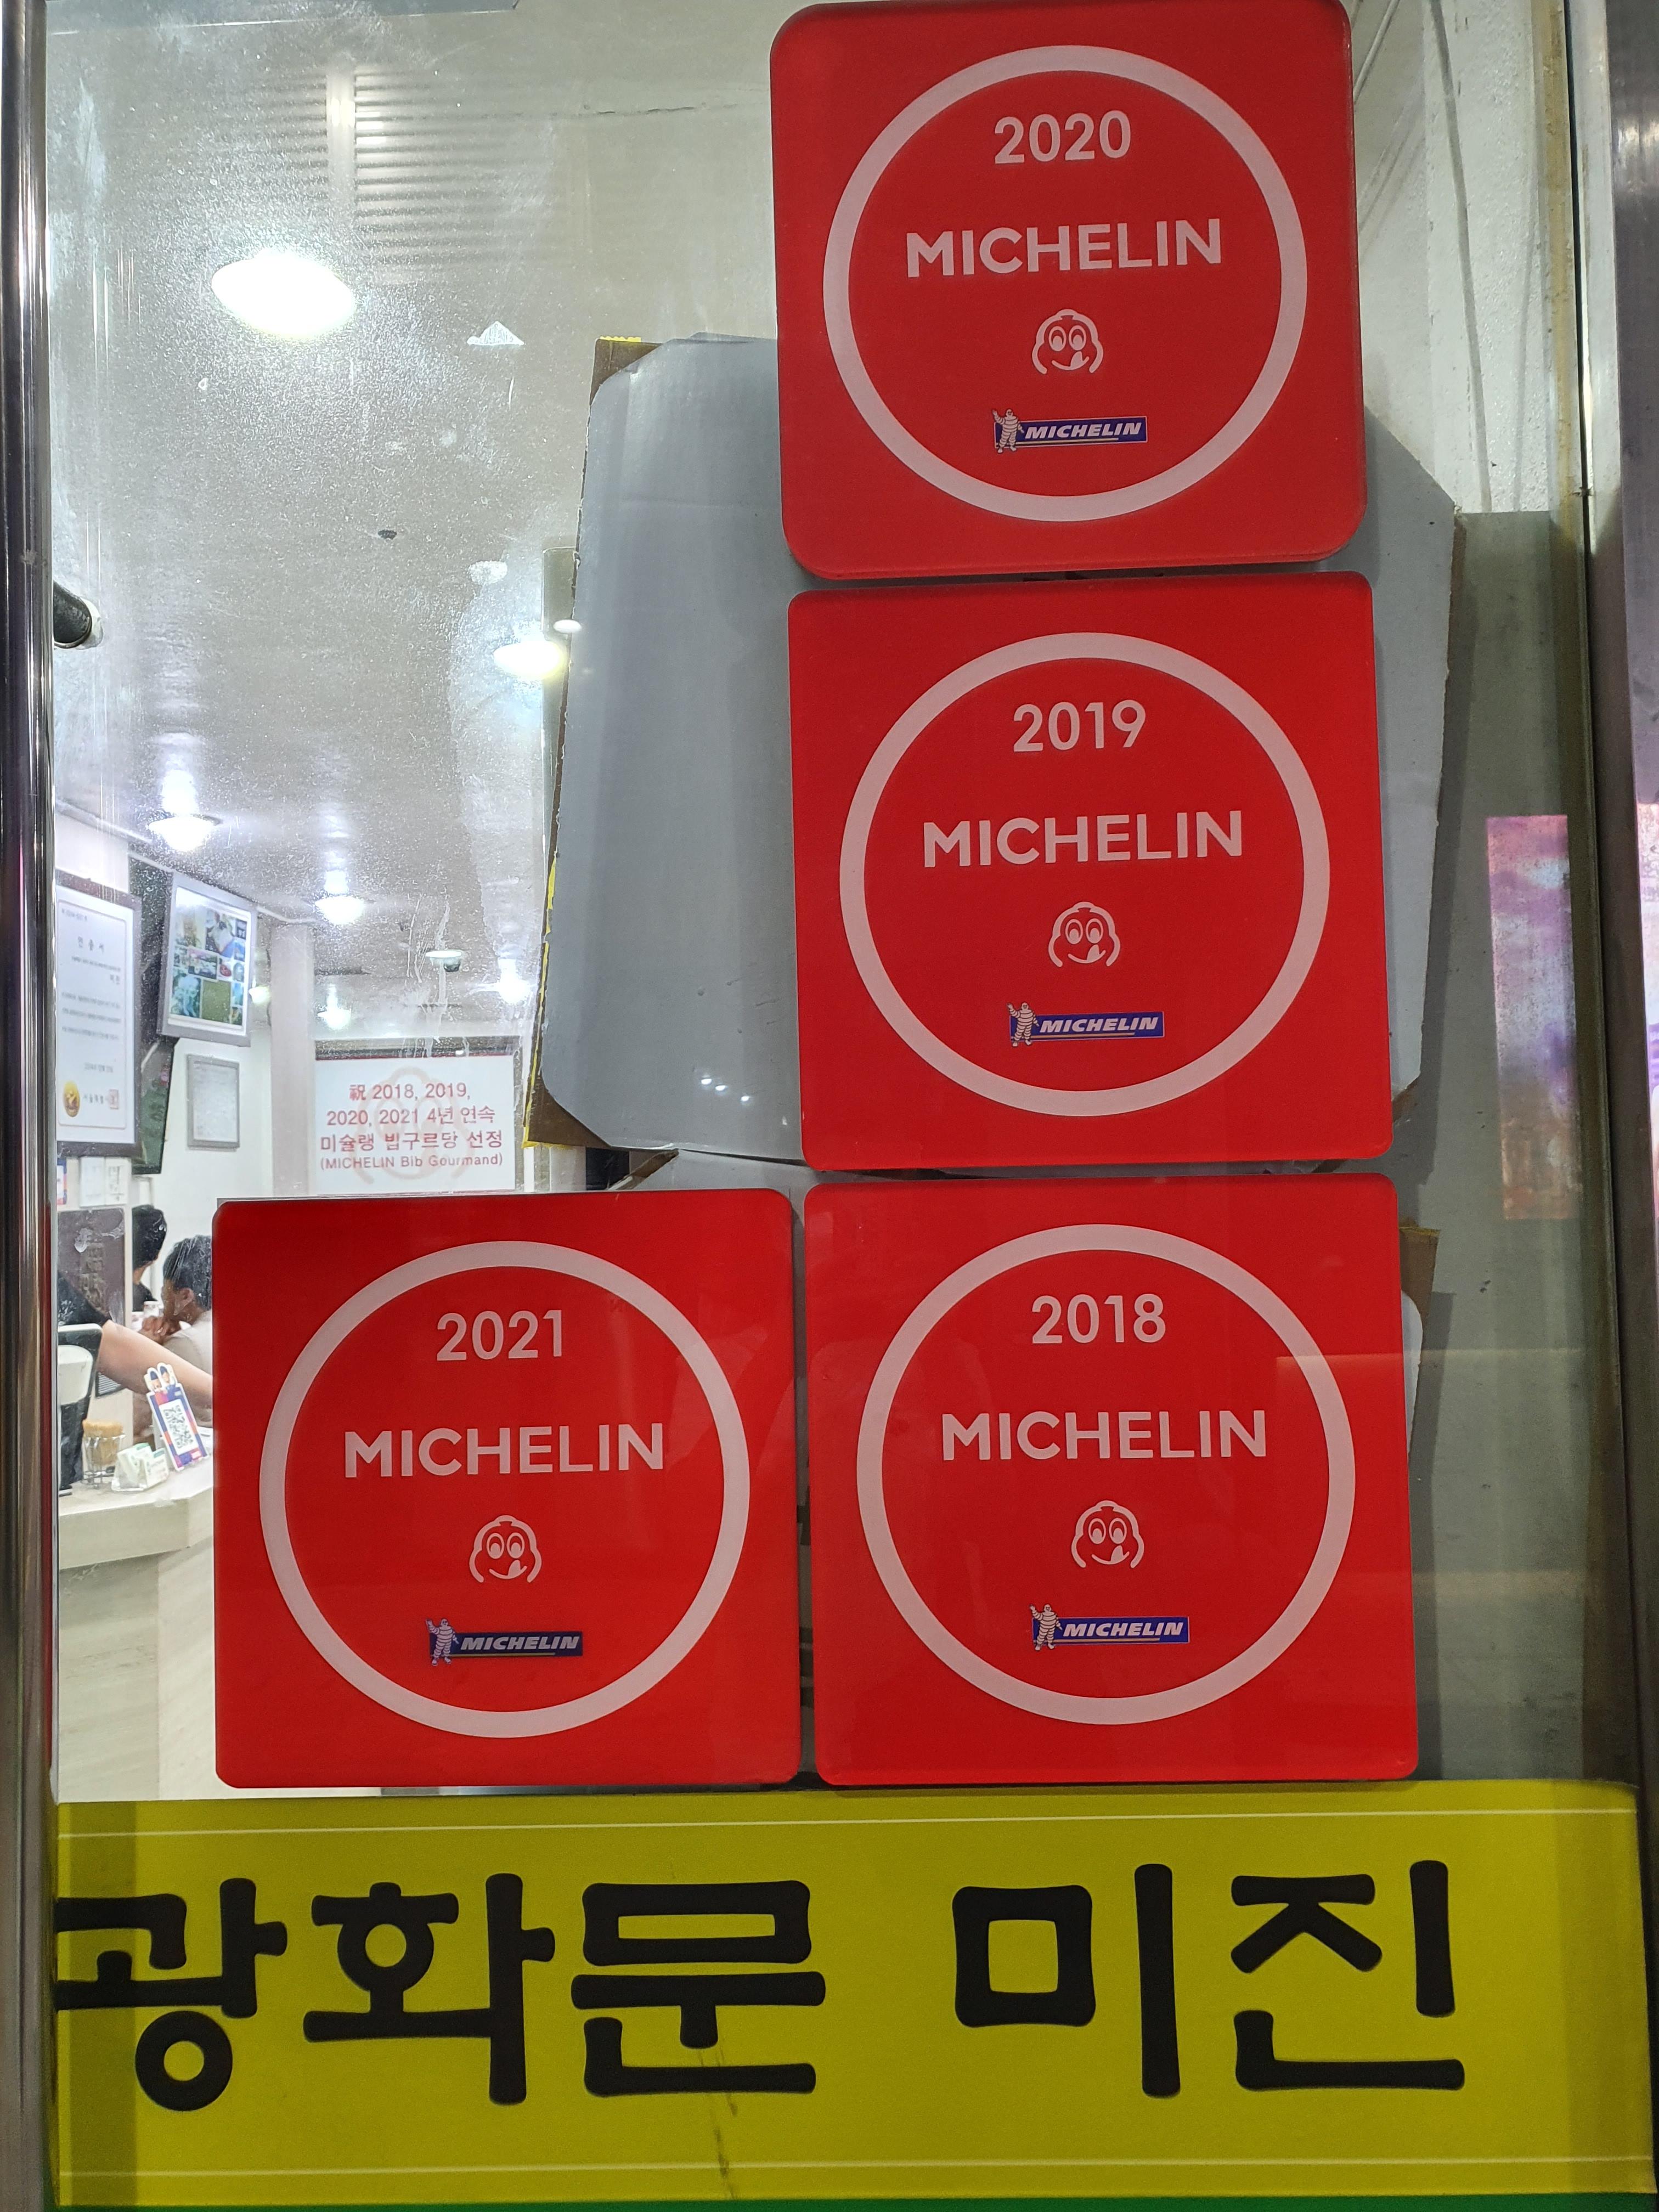 2020
MICHELIN
MICHELIN
2019
MICHELIN
MICHELIN
祝 2018, 2019,
2020, 2021 4년 연속
미슐랭 빕구르망 선정
(MICHELIN Bib Gourmand)
2021
MICHELIN
MICHELIN
2018
MICHELIN
MICHELIN
광화문 미진